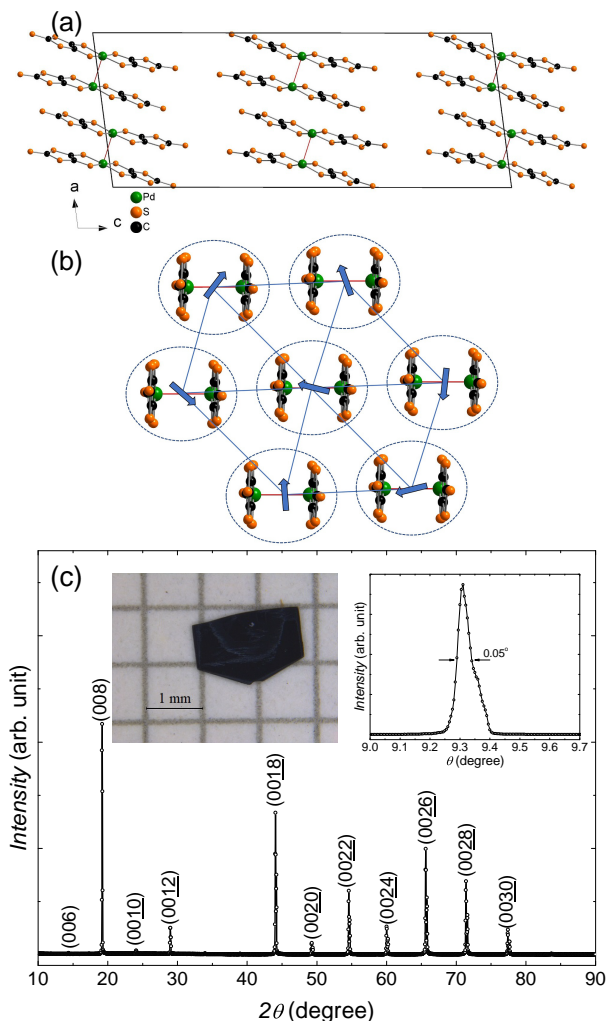 (a)
a
c
Pd
S
C
(b)
(c)
Intensity (arb. unit)
2θ (degree)
10 20 30 40 50 60 70 80 90
(006)
(008)
(0010)
(0012)
(0018)
(0020)
(0022)
(0024)
(0026)
(0028)
(0030)
1 mm
Intensity (arb. unit)
0.05°
9.0 9.1 9.2 9.3 9.4 9.5 9.6 9.7
θ (degree)